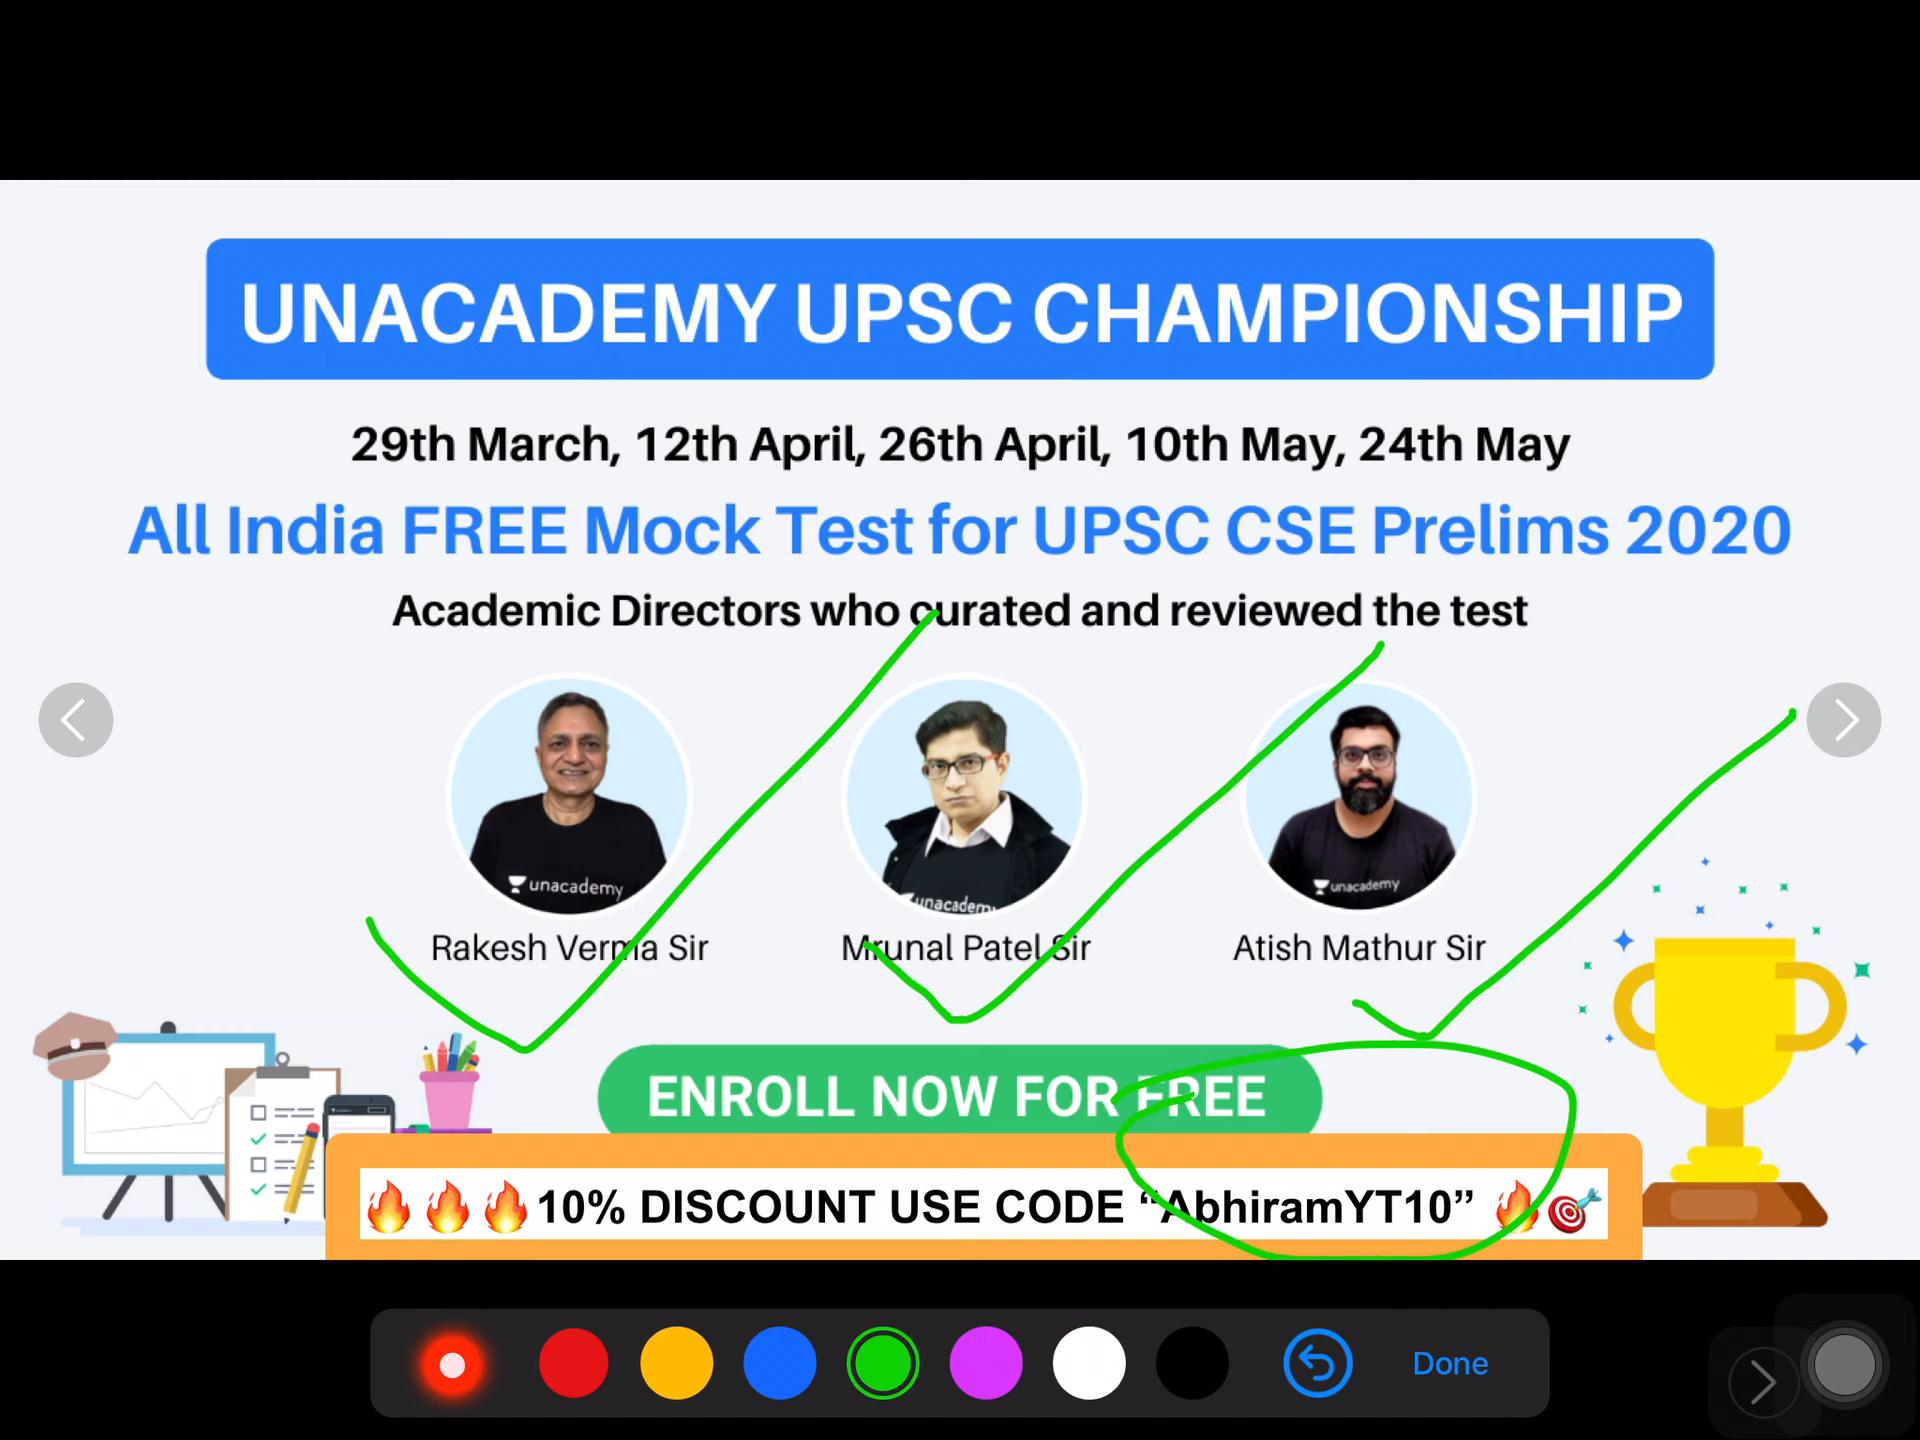 UNACADEMY UPSC CHAMPIONSHIP
29th March, 12th April, 26th April, 10th May, 24th May
All India FREE Mock Test for UPSC CSE Prelims 2020
Academic Directors who curated and reviewed the test
unacademy
unacademy
unacademy
Rakesh Verma Sir
Mrunal Patel Sir
Atish Mathur Sir
ENROLL NOW FOR FREE
🔥🔥🔥10% DISCOUNT USE CODE “AbhiramYT10” 🔥🎯
Done